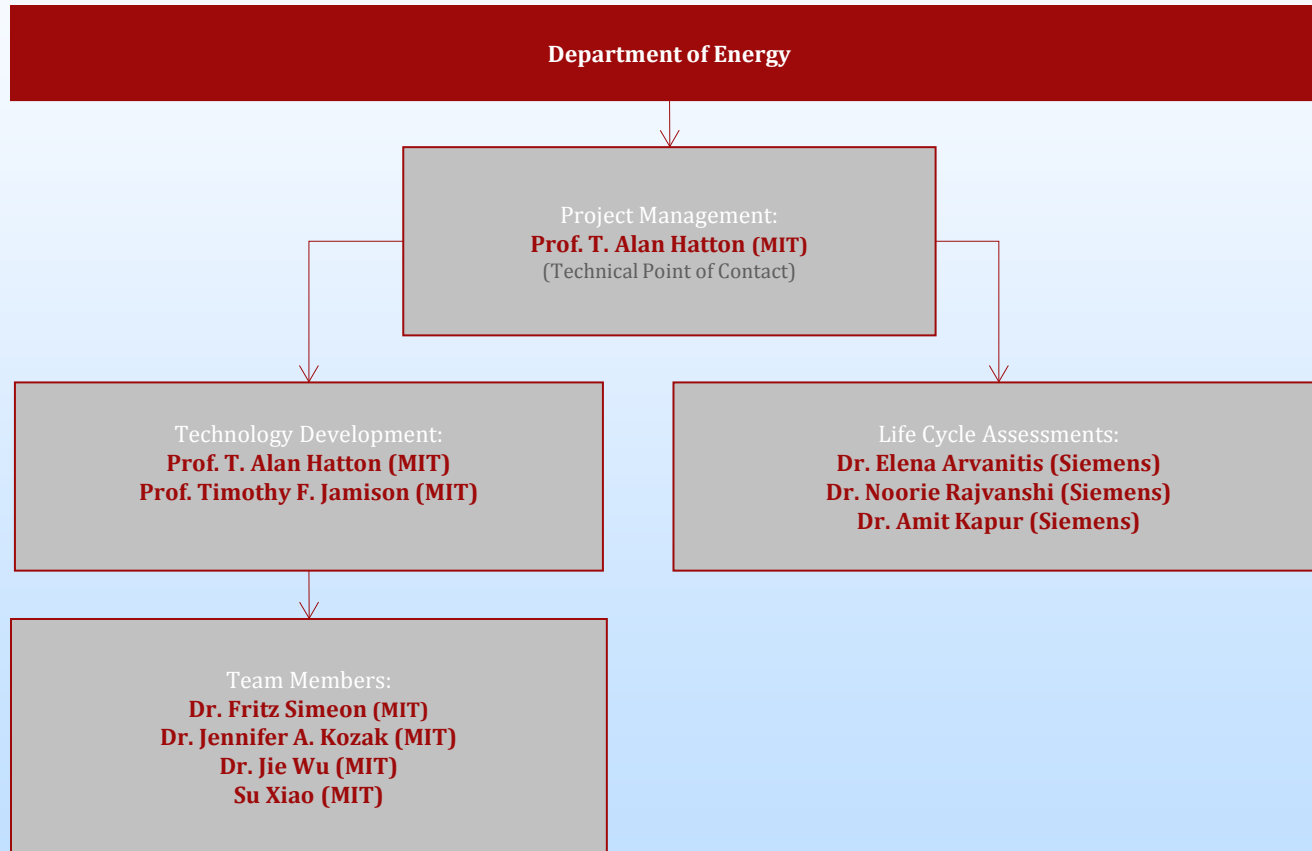 Department of Energy
Project Management:
Prof. T. Alan Hatton (MIT)
(Technical Point of Contact)
Technology Development:
Prof. T. Alan Hatton (MIT)
Prof. Timothy F. Jamison (MIT)
Life Cycle Assessments:
Dr. Elena Arvanitis (Siemens)
Dr. Noorie Rajvanshi (Siemens)
Dr. Amit Kapur (Siemens)
Team Members:
Dr. Fritz Simeon (MIT)
Dr. Jennifer A. Kozak (MIT)
Dr. Jie Wu (MIT)
Su Xiao (MIT)